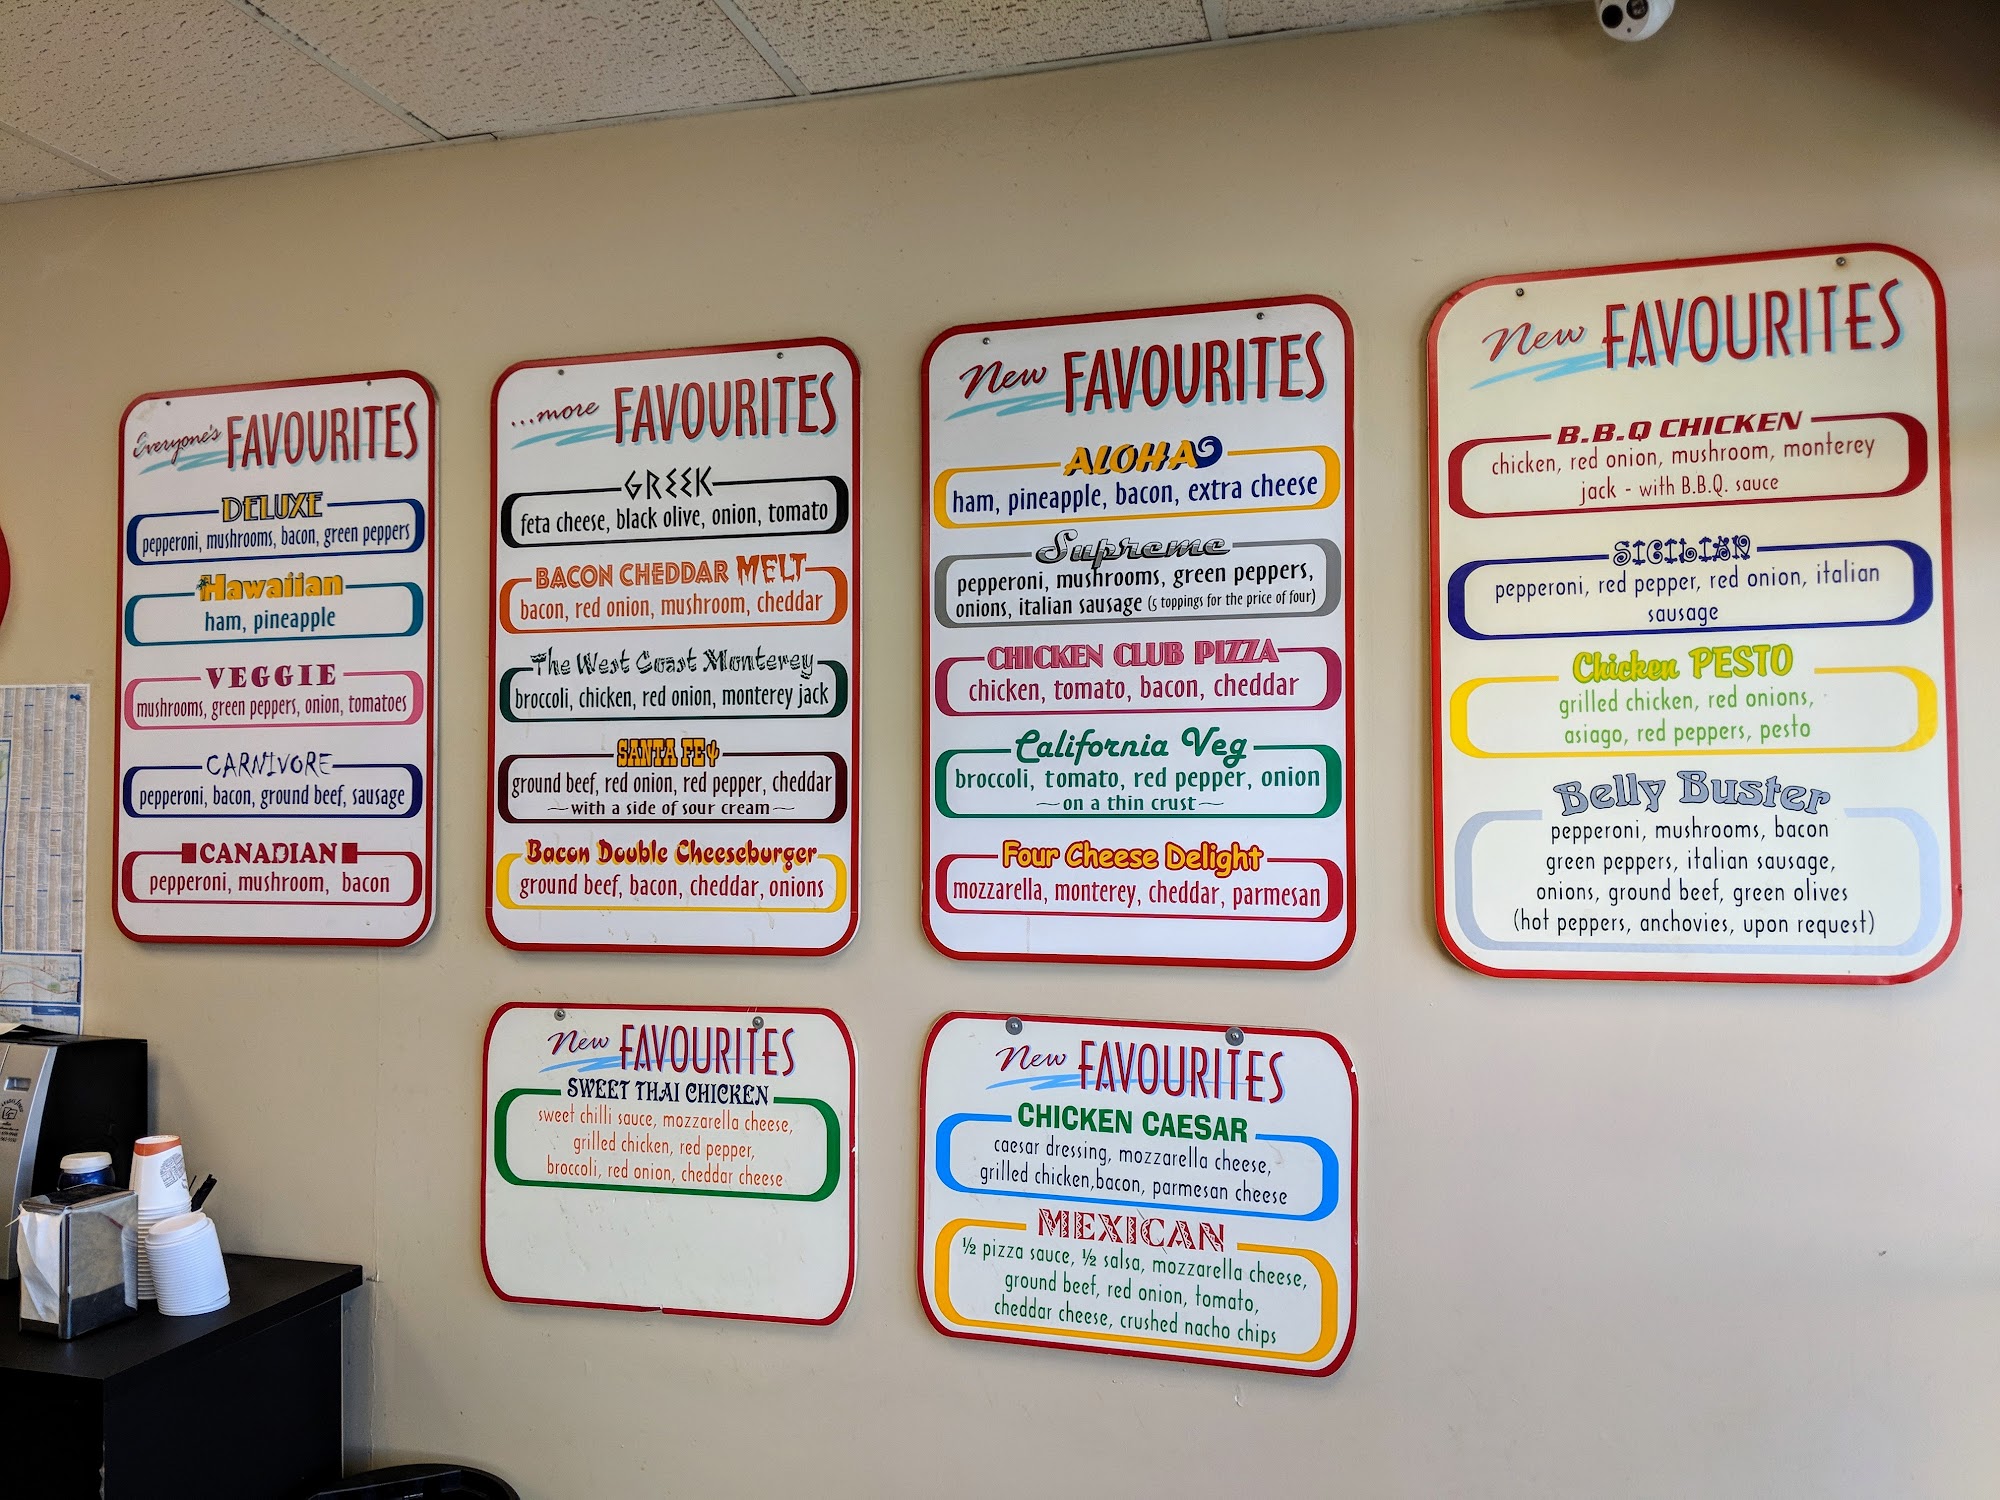 Everyone's FAVOURITES
DELUXE
pepperoni, mushrooms, bacon, green peppers
Hawaiian
ham, pineapple
VEGGIE
mushrooms, green peppers, onion, tomatoes
CARNIVORE
pepperoni, bacon, ground beef, sausage
CANADIAN
pepperoni, mushroom, bacon
...more FAVOURITES
GREEK
feta cheese, black olive, onion, tomato
BACON CHEDDAR MELT
bacon, red onion, mushroom, cheddar
The West Coast Monterey
broccoli, chicken, red onion, monterey jack
SANTA FE
ground beef, red onion, red pepper, cheddar
~with a side of sour cream~
Bacon Double Cheeseburger
ground beef, bacon, cheddar, onions
New FAVOURITES
ALOHA
ham, pineapple, bacon, extra cheese
Supreme
pepperoni, mushrooms, green peppers,
onions, italian sausage (5 toppings for the price of four)
CHICKEN CLUB PIZZA
chicken, tomato, bacon, cheddar
California Veg
broccoli, tomato, red pepper, onion
~on a thin crust~
Four Cheese Delight
mozzarella, monterey, cheddar, parmesan
New FAVOURITES
B.B.Q CHICKEN
chicken, red onion, mushroom, monterey
jack - with B.B.Q. sauce
SICILIAN
pepperoni, red pepper, red onion, italian
sausage
Chicken PESTO
grilled chicken, red onions,
asiago, red peppers, pesto
Belly Buster
pepperoni, mushrooms, bacon
green peppers, italian sausage,
onions, ground beef, green olives
(hot peppers, anchovies, upon request)
New FAVOURITES
SWEET THAI CHICKEN
sweet chilli sauce, mozzarella cheese,
grilled chicken, red pepper,
broccoli, red onion, cheddar cheese
New FAVOURITES
CHICKEN CAESAR
caesar dressing, mozzarella cheese,
grilled chicken,bacon, parmesan cheese
MEXICAN
½ pizza sauce, ½ salsa, mozzarella cheese,
ground beef, red onion, tomato,
cheddar cheese, crushed nacho chips